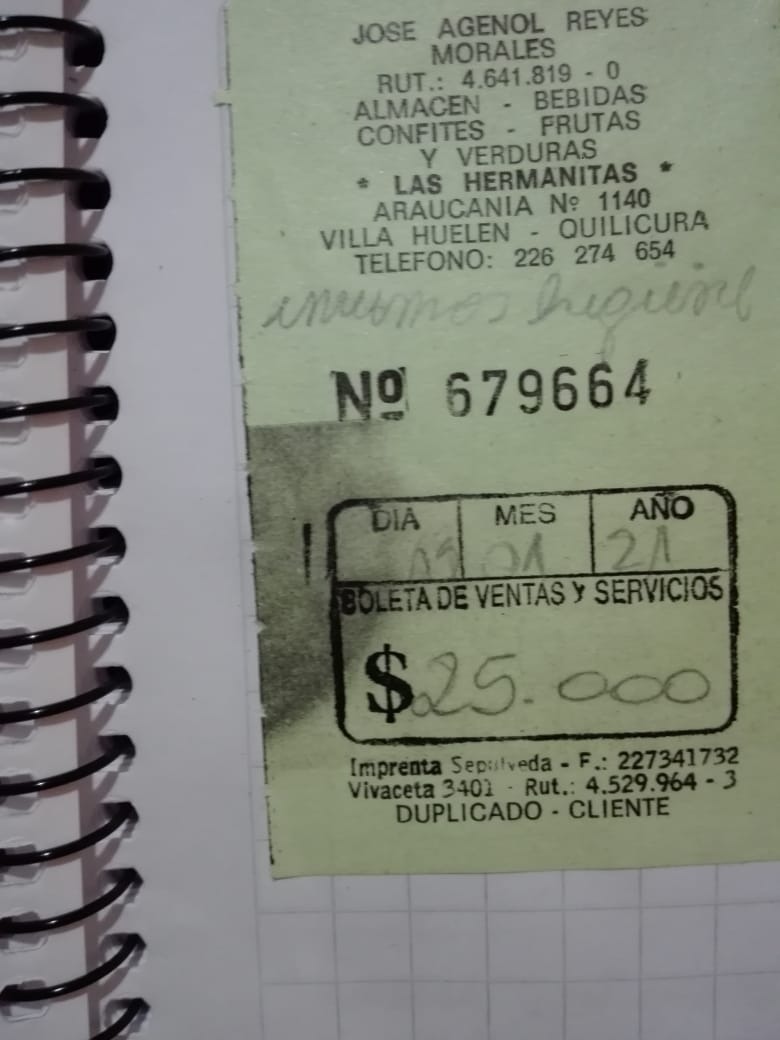 JOSE AGENOL REYES
MORALES
RUT.: 4.641.819 - 0
ALMACEN - BEBIDAS
CONFITES - FRUTAS
Y VERDURAS
* LAS HERMANITAS *
ARAUCANIA Nº 1140
VILLA HUELEN - QUILICURA
TELEFONO: 226 274 654
Nº 679664
DIA MES AÑO
01 21
BOLETA DE VENTAS Y SERVICIOS
$ 25.000
Imprenta Sepulveda - F.: 227341732
Vivaceta 3401 - Rut.: 4.529.964 - 3
DUPLICADO - CLIENTE